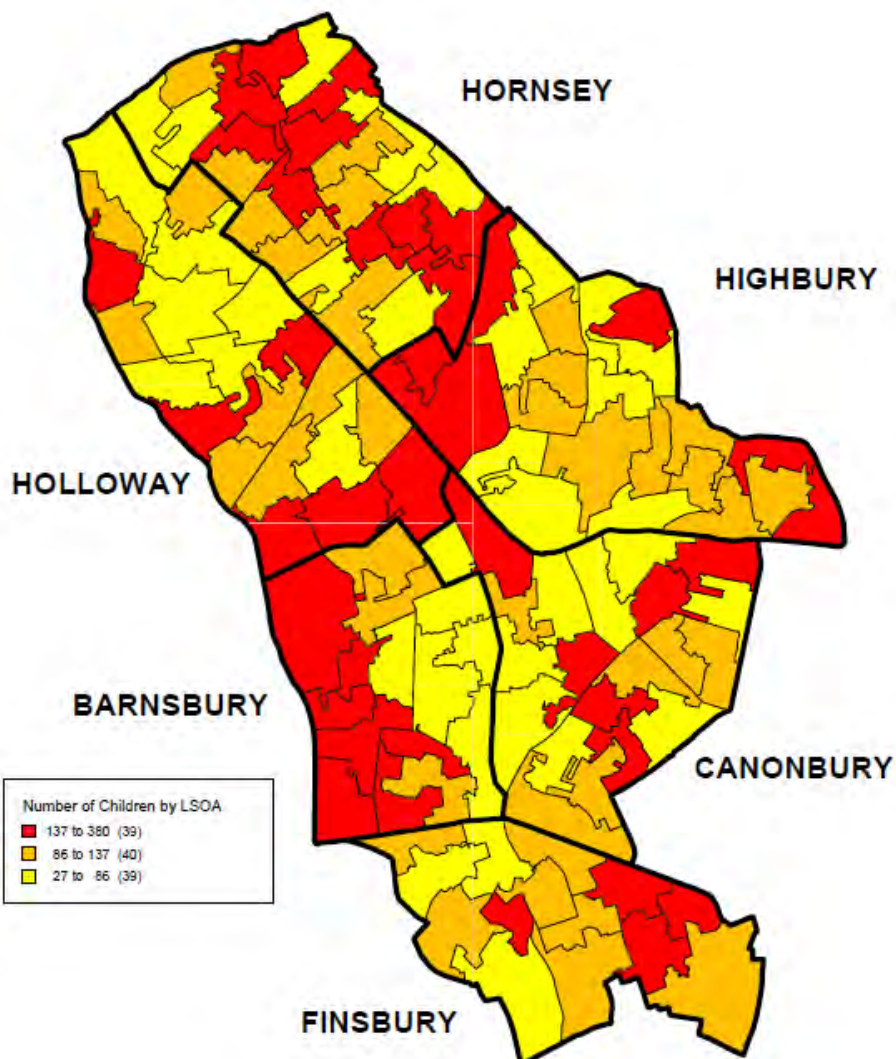 HORNSEY
HIGHBURY
HOLLOWAY
BARNSBURY
CANONBURY
Number of Children by LSOA
137 to 380 (39)
86 to 137 (40)
27 to 86 (39)
FINSBURY